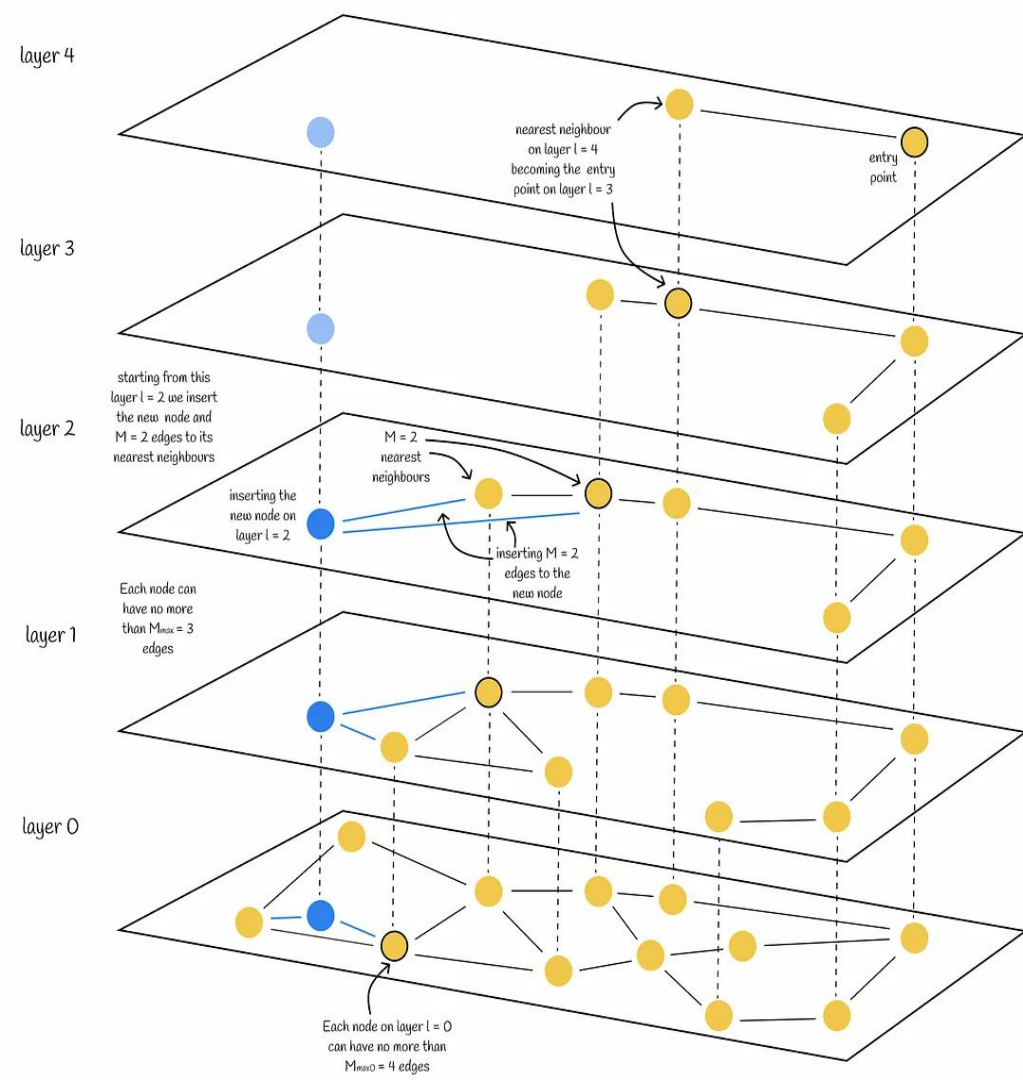 layer 4
nearest neighbour
on layer l = 4
becoming the entry
point on layer l = 3
entry
point
layer 3
starting from this
layer l = 2 we insert
the new node and
M = 2 edges to its
nearest neighbours
layer 2
M = 2
nearest
neighbours
inserting the
new node on
layer l = 2
inserting M = 2
edges to the
new node
Each node can
have no more
than Mmax = 3
edges
layer 1
layer 0
Each node on layer l = 0
can have no more than
Mmax0 = 4 edges